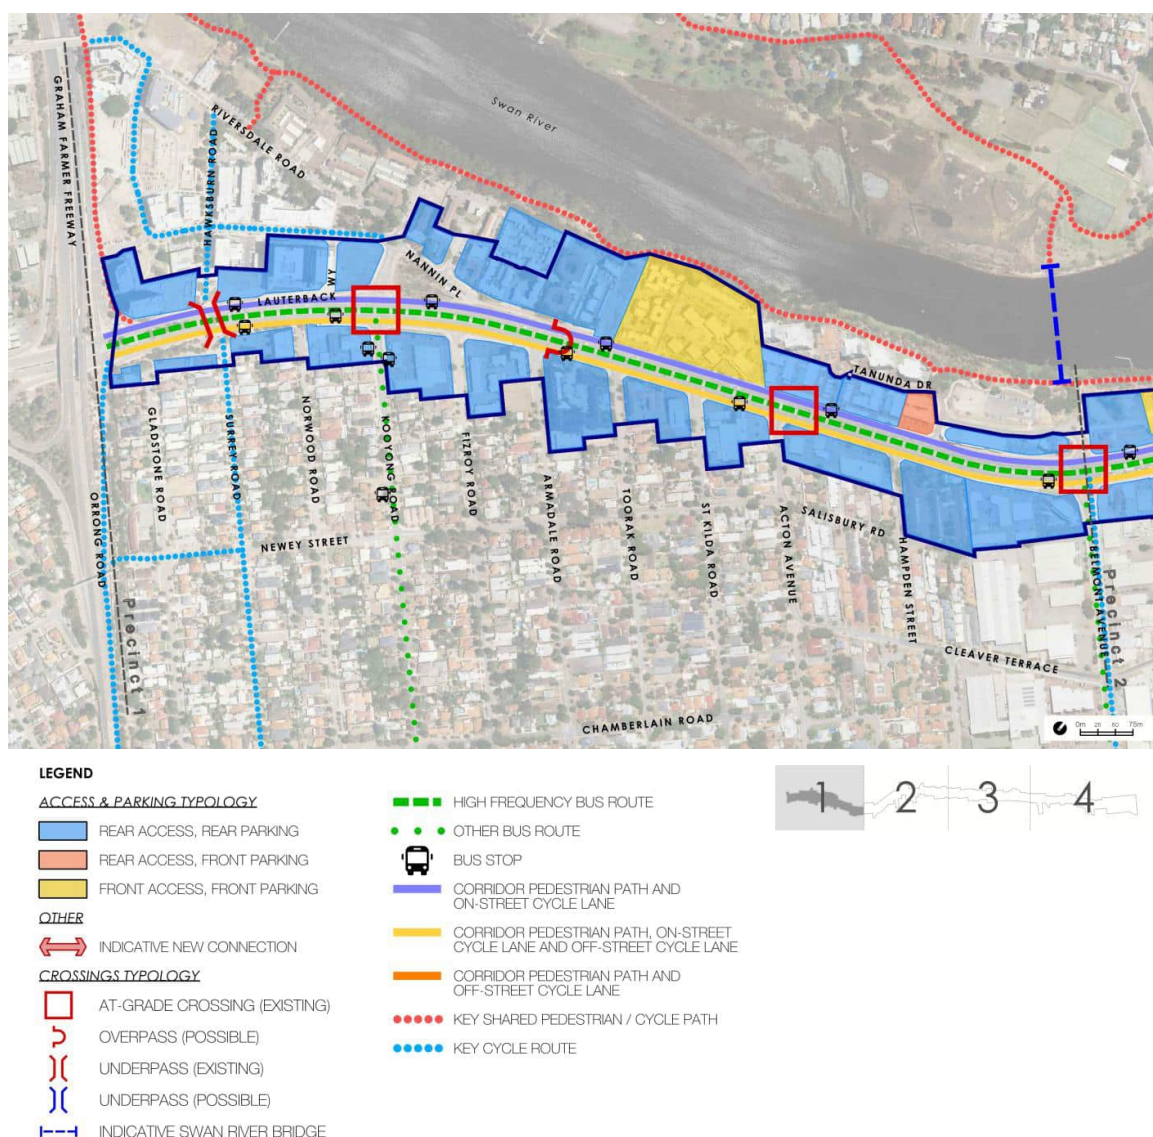 GRAHAM FARMER FREEWAY
HAWKSBURN ROAD
RIVERSDALE ROAD
Swan River
NANNIN PL
WY
LAUTERBACK
TANUNDA DR
GLADSTONE ROAD
SURREY ROAD
NORWOOD ROAD
KOOYONG ROAD
FITZROY ROAD
ARMADALE ROAD
TOORAK ROAD
ST KILDA ROAD
ACTON AVENUE
SALISBURY RD
HAMPDEN STREET
BELMONT AVENUE
ORRONG ROAD
NEWEY STREET
CLEAVER TERRACE
CHAMBERLAIN ROAD
Precinct 1
Precinct 2
0m 25 50 75m
LEGEND
ACCESS & PARKING TYPOLOGY
REAR ACCESS, REAR PARKING
REAR ACCESS, FRONT PARKING
FRONT ACCESS, FRONT PARKING
OTHER
INDICATIVE NEW CONNECTION
CROSSINGS TYPOLOGY
AT-GRADE CROSSING (EXISTING)
OVERPASS (POSSIBLE)
UNDERPASS (EXISTING)
UNDERPASS (POSSIBLE)
INDICATIVE SWAN RIVER BRIDGE
HIGH FREQUENCY BUS ROUTE
OTHER BUS ROUTE
BUS STOP
CORRIDOR PEDESTRIAN PATH AND
ON-STREET CYCLE LANE
CORRIDOR PEDESTRIAN PATH, ON-STREET
CYCLE LANE AND OFF-STREET CYCLE LANE
CORRIDOR PEDESTRIAN PATH AND
OFF-STREET CYCLE LANE
KEY SHARED PEDESTRIAN / CYCLE PATH
KEY CYCLE ROUTE
1 2 3 4